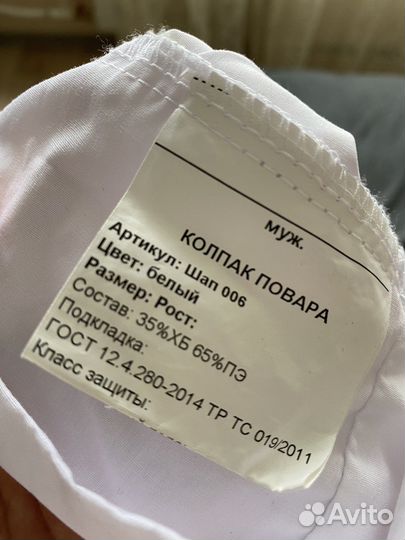 муж.
КОЛПАК ПОВАРА
Артикул: Шап 006
Цвет: белый
Размер: Рост:
Состав: 35%ХБ 65%ПЭ
Подкладка:
ГОСТ 12.4.280-2014 ТР ТС 019/2011
Класс защиты:
Avito